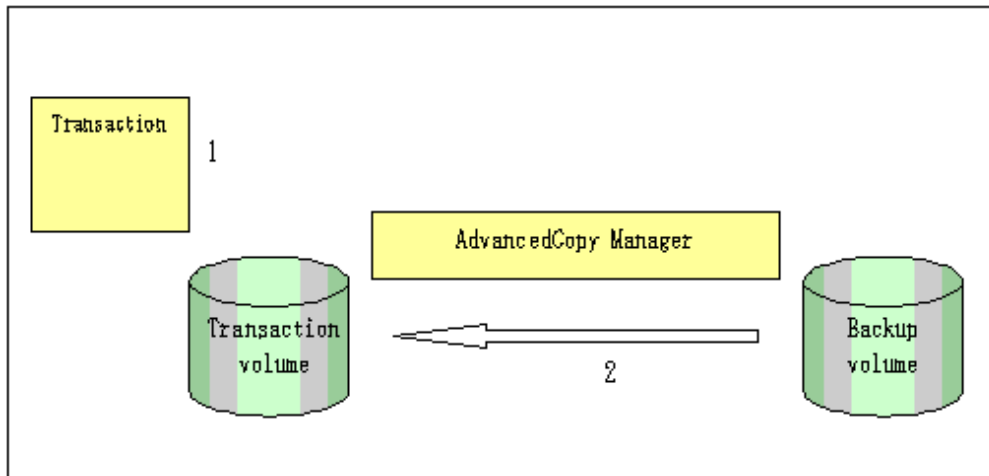 Transaction
1
AdvancedCopy Manager
Transaction
volume
2
Backup
volume